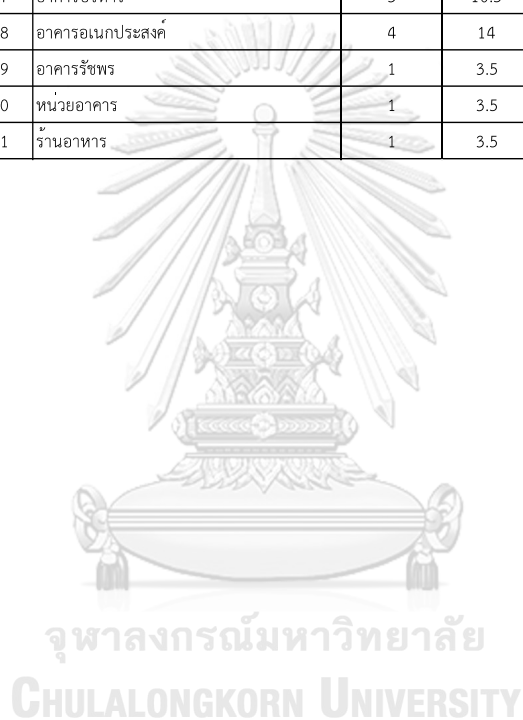 8 อาคารอเนกประสงค์ 4 14
9 อาคารรัชพร 1 3.5
0 หน่วยอาคาร 1 3.5
1 ร้านอาหาร 1 3.5
จุฬาลงกรณ์มหาวิทยาลัย
CHULALONGKORN UNIVERSITY